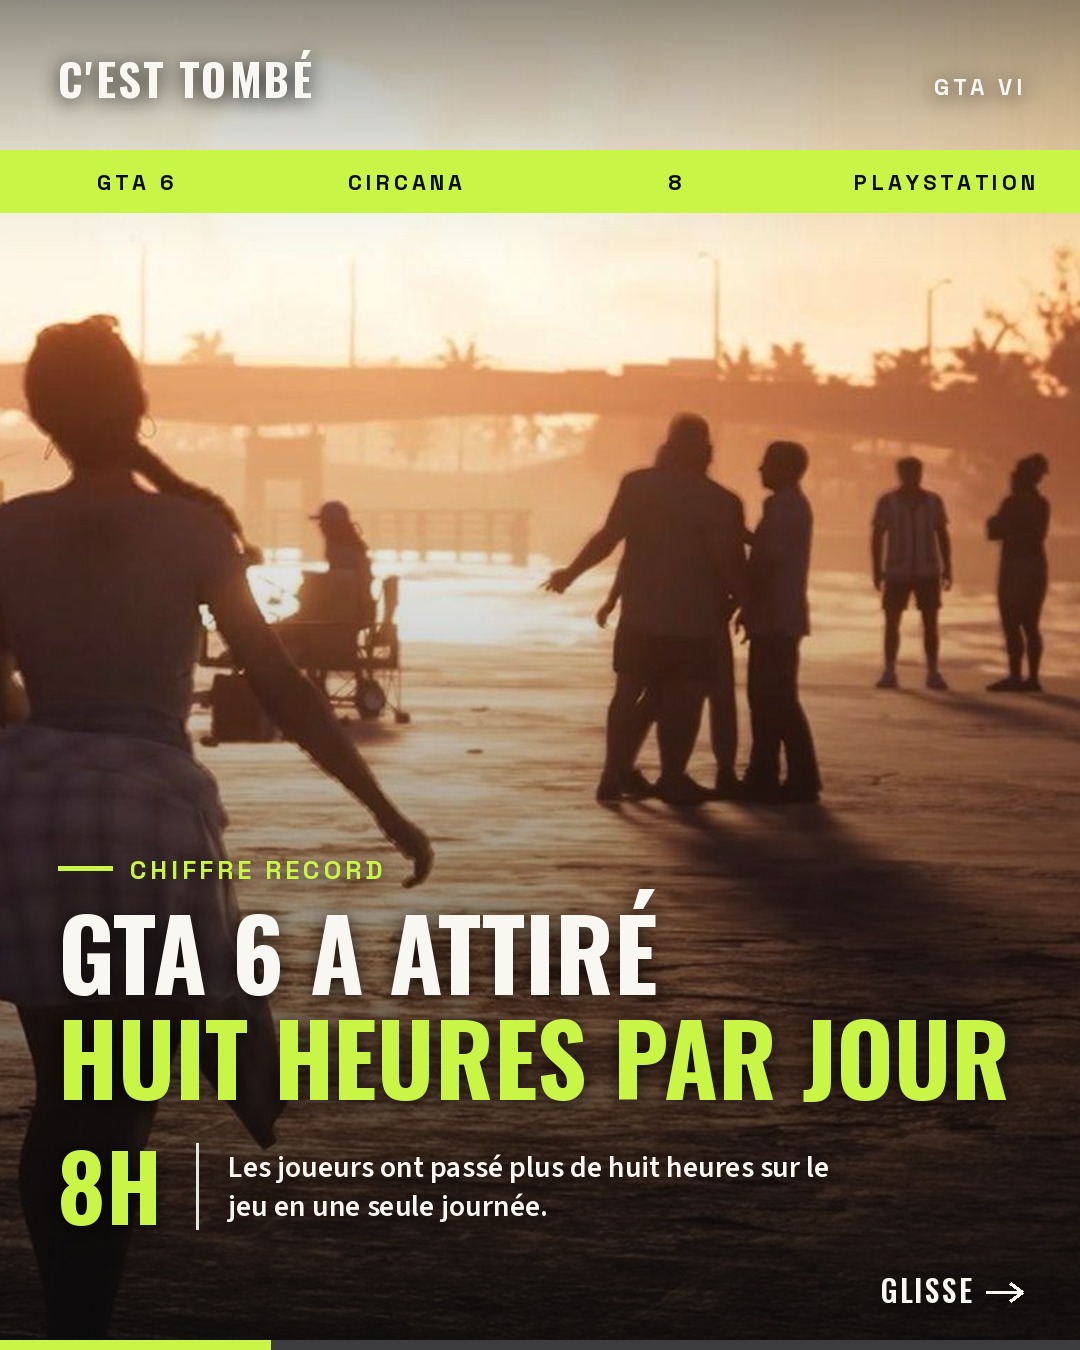 C'EST TOMBÉ
GTA VI
GTA 6 CIRCANA 8 PLAYSTATION
CHIFFRE RECORD
GTA 6 A ATTIRÉ
HUIT HEURES PAR JOUR
8H
Les joueurs ont passé plus de huit heures sur le
jeu en une seule journée.
GLISSE →